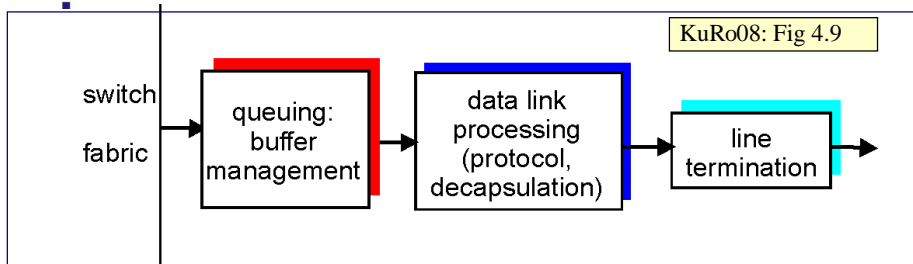 KuRo08: Fig 4.9
switch
fabric
queuing:
buffer
management
data link
processing
(protocol,
decapsulation)
line
termination